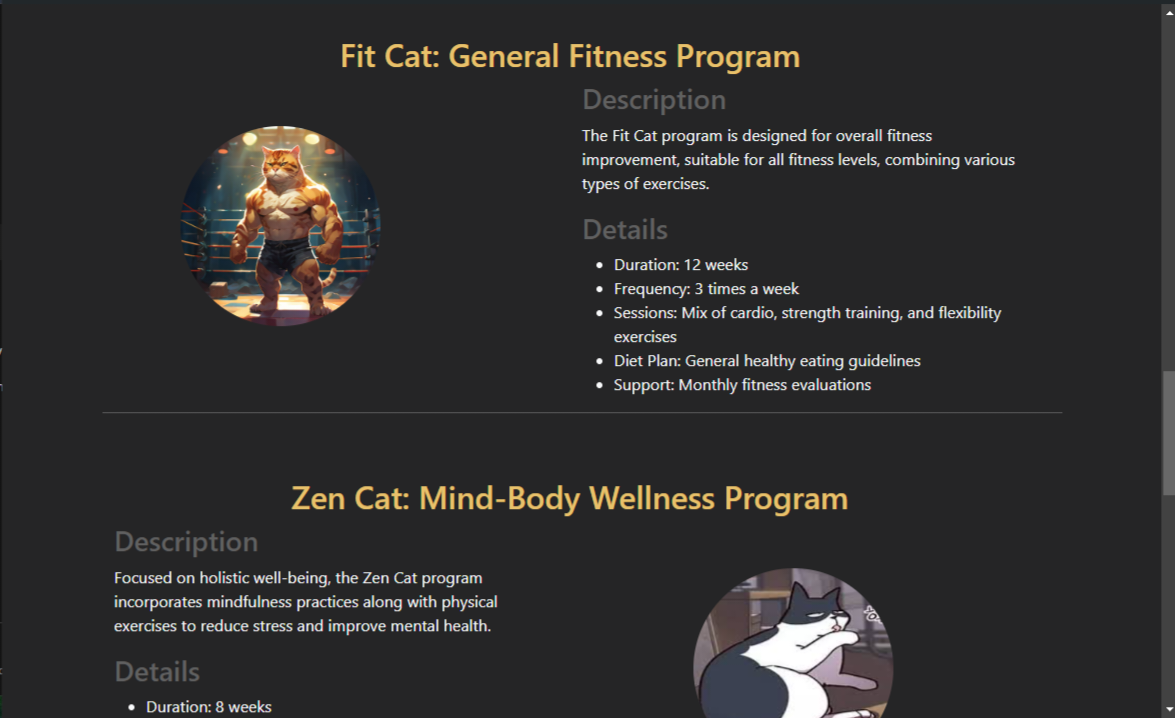 Fit Cat: General Fitness Program
Description
The Fit Cat program is designed for overall fitness
improvement, suitable for all fitness levels, combining various
types of exercises.
Details
• Duration: 12 weeks
• Frequency: 3 times a week
• Sessions: Mix of cardio, strength training, and flexibility
exercises
• Diet Plan: General healthy eating guidelines
• Support: Monthly fitness evaluations
Zen Cat: Mind-Body Wellness Program
Description
Focused on holistic well-being, the Zen Cat program
incorporates mindfulness practices along with physical
exercises to reduce stress and improve mental health.
Details
• Duration: 8 weeks